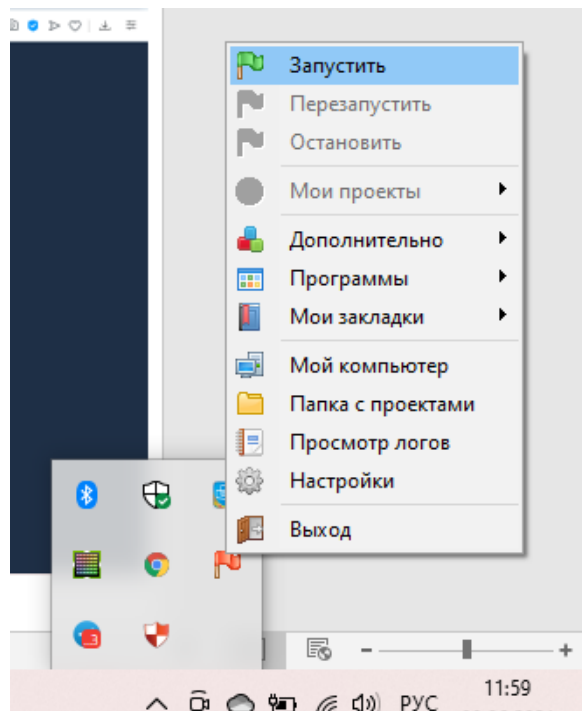 Запустить
Перезапустить
Остановить
Мои проекты
Дополнительно
Программы
Мои закладки
Мой компьютер
Папка с проектами
Просмотр логов
Настройки
Выход
3
РУС
11:59